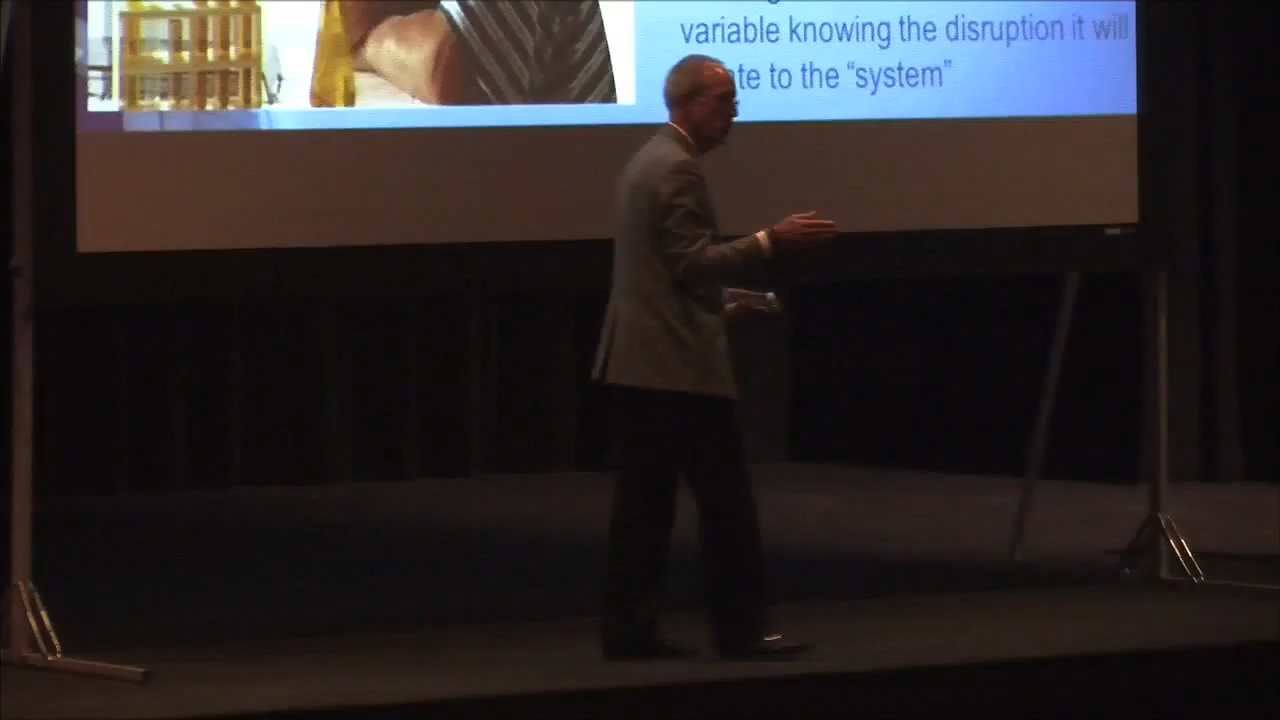 variable knowing the disruption it will
to the “system”